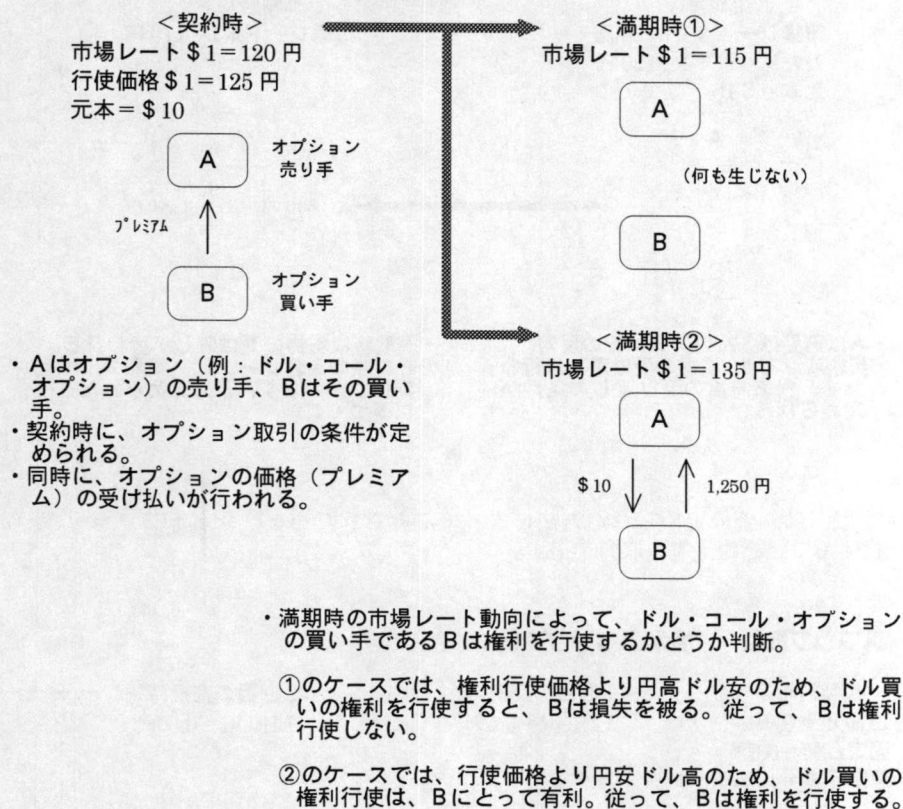 ＜契約時＞
市場レート＄1＝120 円
行使価格＄1＝125 円
元本＝＄10
A
オプション
売り手
ﾌﾟﾚﾐｱﾑ
B
オプション
買い手
・Aはオプション（例：ドル・コール・
オプション）の売り手、Bはその買い
手。
・契約時に、オプション取引の条件が定
められる。
・同時に、オプションの価格（プレミア
ム）の受け払いが行われる。
＜満期時①＞
市場レート＄1＝115 円
A
（何も生じない）
B
＜満期時②＞
市場レート＄1＝135 円
A
＄10
1,250 円
B
・満期時の市場レート動向によって、ドル・コール・オプション
の買い手であるBは権利を行使するかどうか判断。
①のケースでは、権利行使価格より円高ドル安のため、ドル買
いの権利を行使すると、Bは損失を被る。従って、Bは権利
行使しない。
②のケースでは、行使価格より円安ドル高のため、ドル買いの
権利行使は、Bにとって有利。従って、Bは権利を行使する。